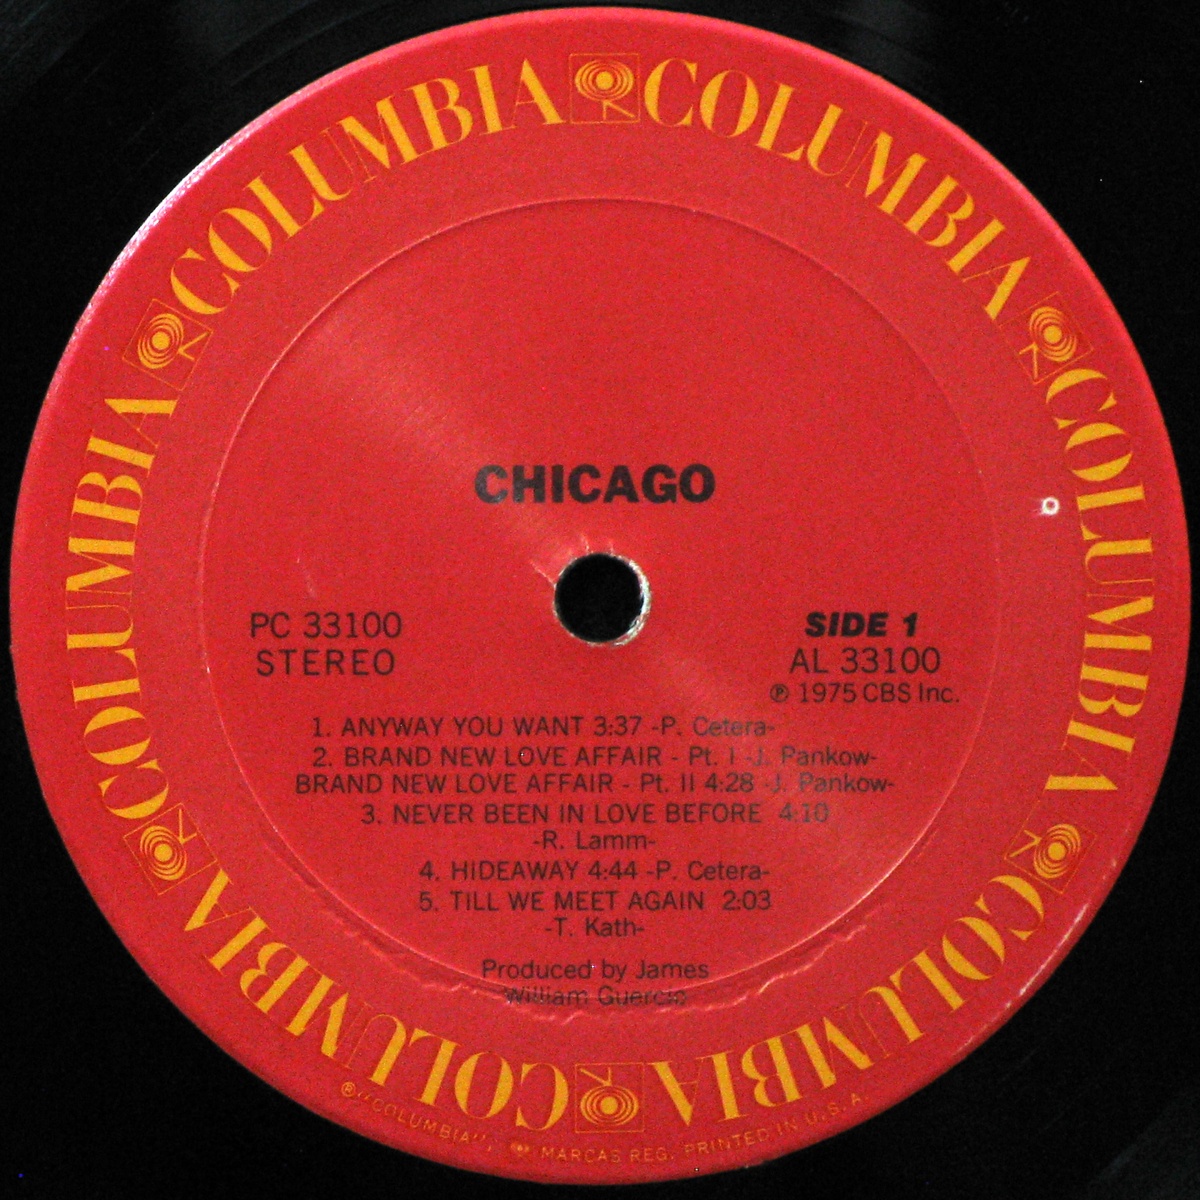 COLUMBIA COLUMBIA COLUMBIA COLUMBIA COLUMBIA COLUMBIA
CHICAGO
PC 33100
STEREO
SIDE 1
AL 33100
℗ 1975 CBS Inc.
1. ANYWAY YOU WANT 3:37 -P. Cetera-
2. BRAND NEW LOVE AFFAIR - Pt. I -J. Pankow-
BRAND NEW LOVE AFFAIR - Pt. II 4:28 -J. Pankow-
3. NEVER BEEN IN LOVE BEFORE 4:10
-R. Lamm-
4. HIDEAWAY 4:44 -P. Cetera-
5. TILL WE MEET AGAIN 2:03
-T. Kath-
Produced by James
William Guercio
® "COLUMBIA", MARCAS REG. PRINTED IN U.S.A.